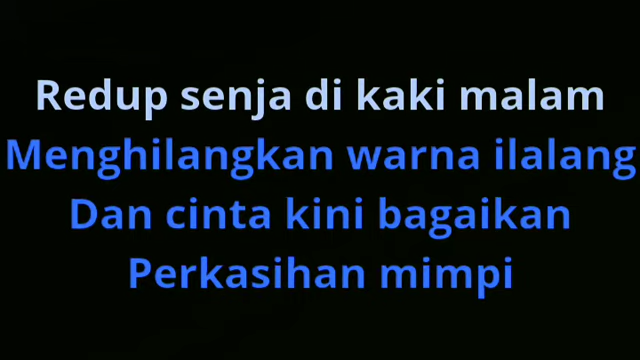 Redup senja di kaki malam
Menghilangkan warna ilalang
Dan cinta kini bagaikan
Perkasihan mimpi